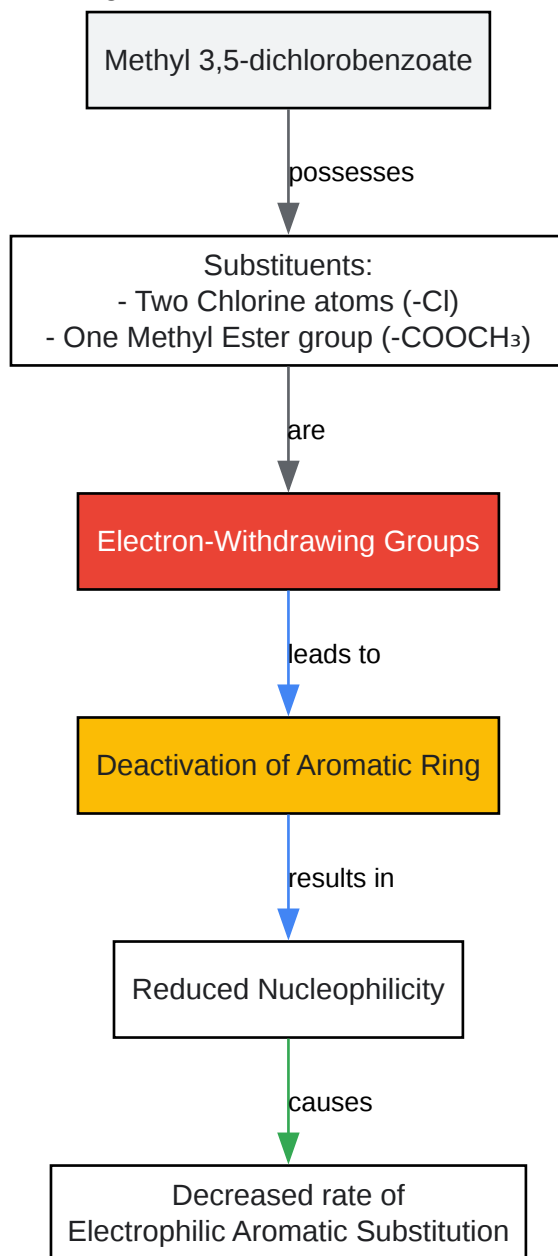 Methyl 3,5-dichlorobenzoate
possesses
Substituents:
- Two Chlorine atoms (-Cl)
- One Methyl Ester group (-COOCH₃)
are
Electron-Withdrawing Groups
leads to
Deactivation of Aromatic Ring
results in
Reduced Nucleophilicity
causes
Decreased rate of
Electrophilic Aromatic Substitution